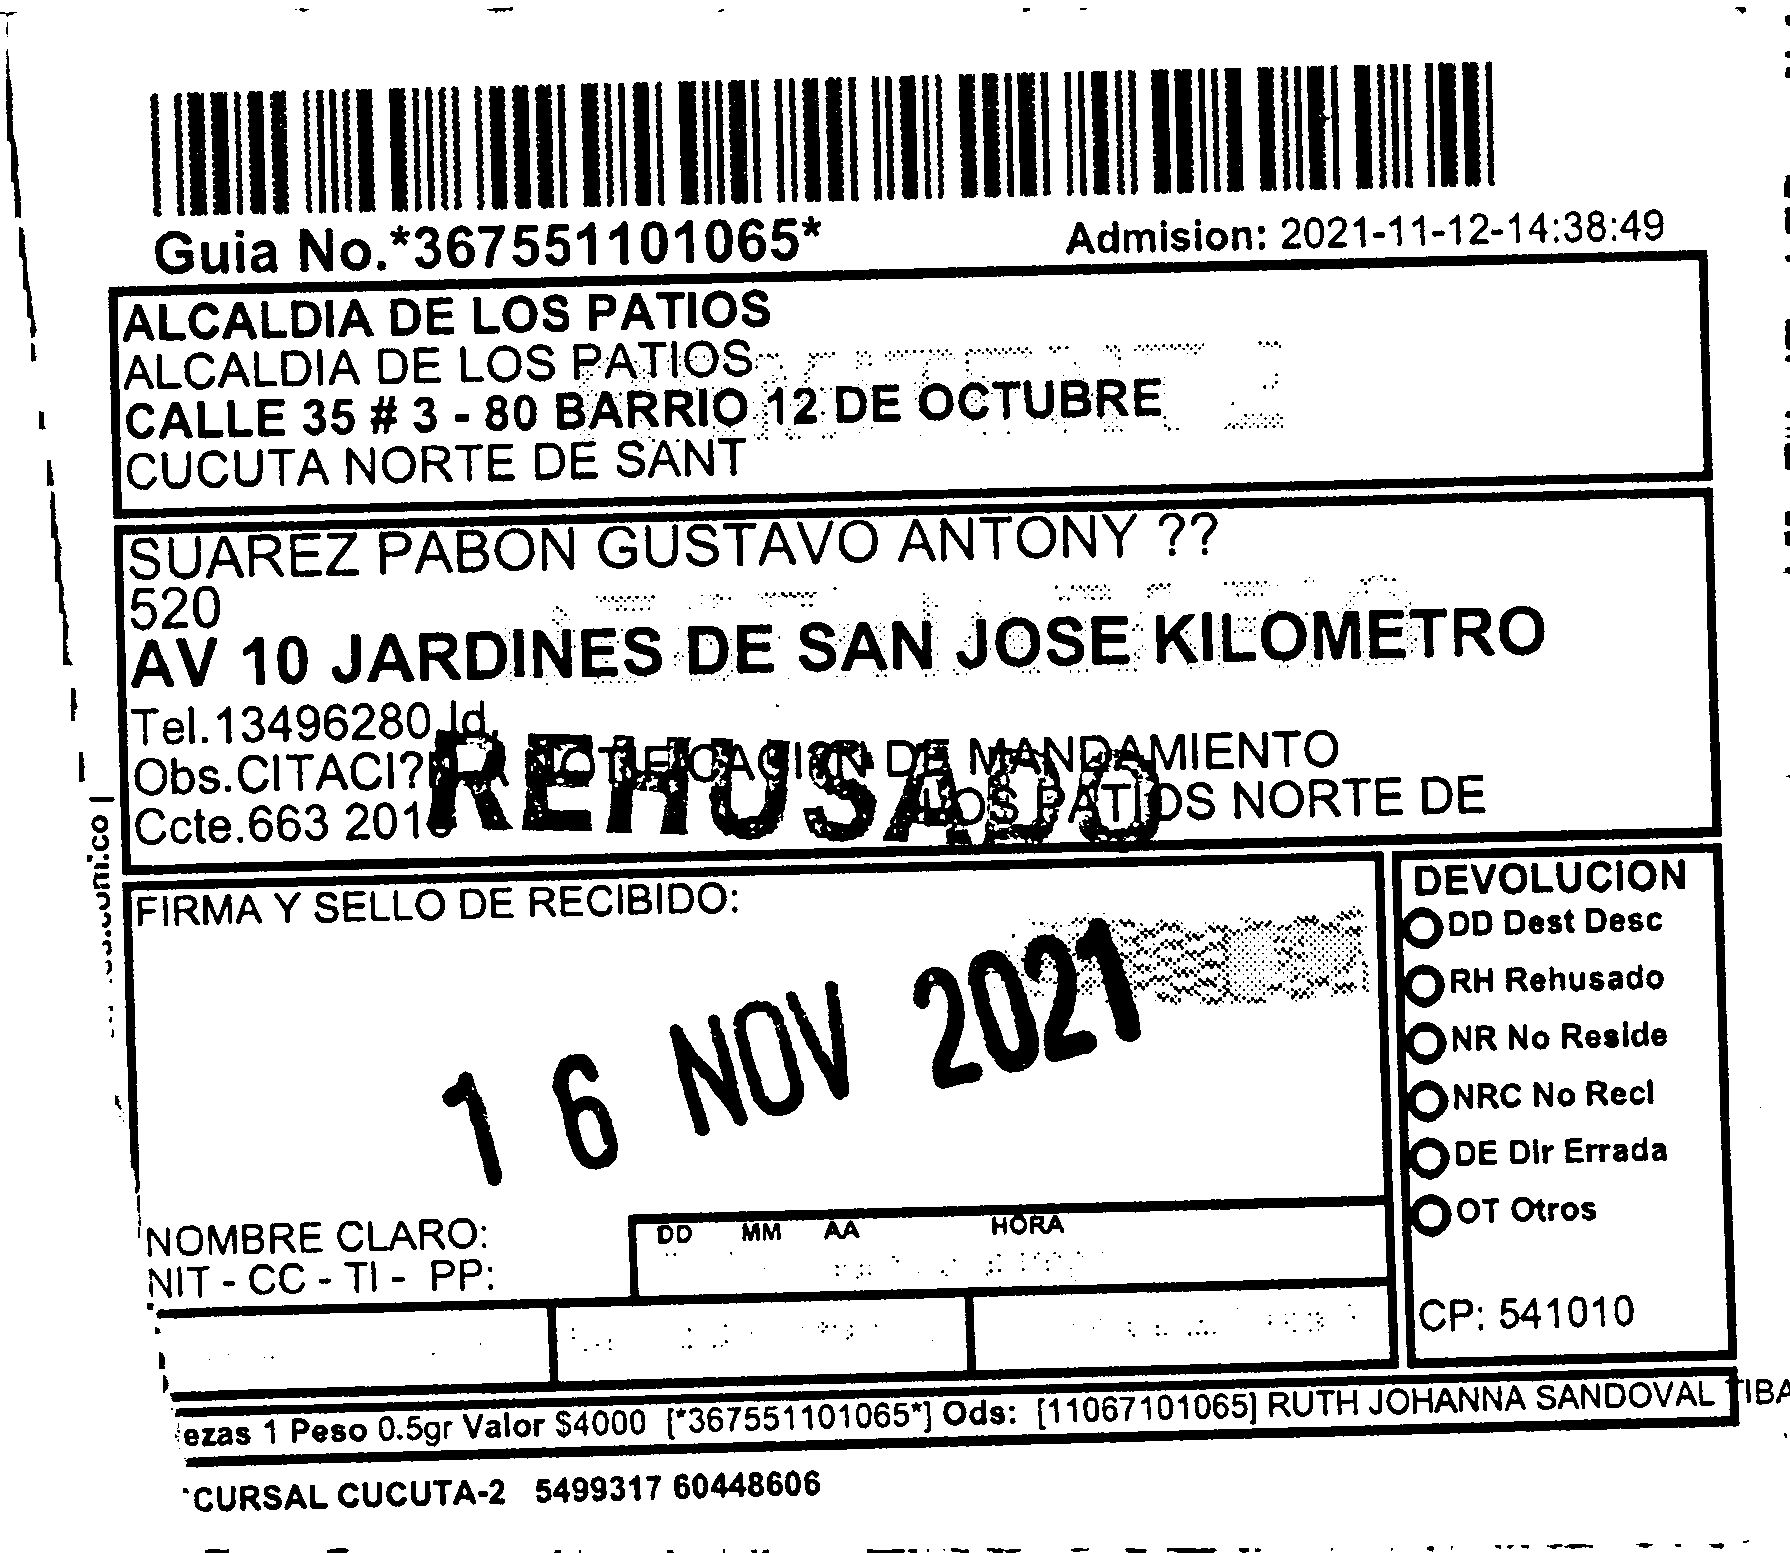 Guia No.*367551101065*
Admision: 2021-11-12-14:38:49
ALCALDIA DE LOS PATIOS
ALCALDIA DE LOS PATIOS
CALLE 35 # 3 - 80 BARRIO 12 DE OCTUBRE
CUCUTA NORTE DE SANT
SUAREZ PABON GUSTAVO ANTONY ??
520
AV 10 JARDINES DE SAN JOSE KILOMETRO
Tel.13496280 Id.
Obs.CITACI? NOTIFICACION DE MANDAMIENTO
Ccte.663 201 LOS PATIOS NORTE DE
REHUSADO
FIRMA Y SELLO DE RECIBIDO:
16 NOV 2021
DEVOLUCION
DD Dest Desc
RH Rehusado
NR No Reside
NRC No Recl
DE Dir Errada
OT Otros
CP: 541010
NOMBRE CLARO:
NIT - CC - TI - PP:
DD MM AA HORA
ezas 1 Peso 0.5gr Valor $4000 [*367551101065*] Ods: [11067101065] RUTH JOHANNA SANDOVAL TIBA
CURSAL CUCUTA-2 5499317 60448606